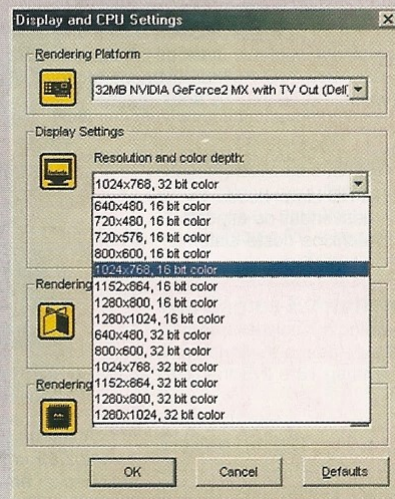 Display and CPU Settings
Rendering Platform
32MB NVIDIA GeForce2 MX with TV Out (Dell
Display Settings
Resolution and color depth:
1024x768, 32 bit color
640x480, 16 bit color
720x480, 16 bit color
720x576, 16 bit color
800x600, 16 bit color
1024x768, 16 bit color
1152x864, 16 bit color
1280x800, 16 bit color
1280x1024, 16 bit color
640x480, 32 bit color
800x600, 32 bit color
1024x768, 32 bit color
1152x864, 32 bit color
1280x800, 32 bit color
1280x1024, 32 bit color
Rendering
Rendering
OK
Cancel
Defaults